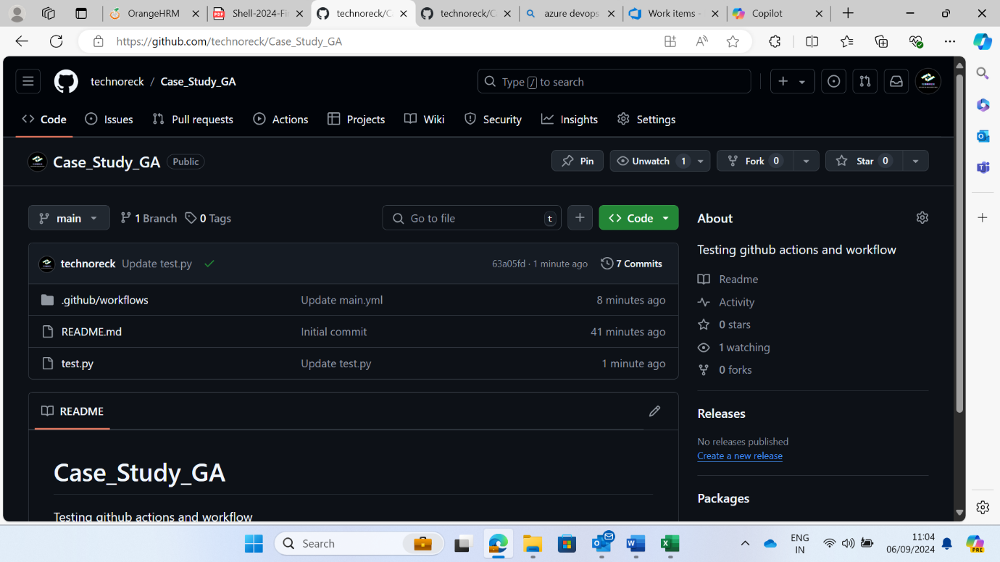 OrangeHRM
Shell-2024-Fi
technoreck/C
technoreck/C
azure devops
Work items -
Copilot
https://github.com/technoreck/Case_Study_GA
technoreck / Case_Study_GA
Type / to search
Code
Issues
Pull requests
Actions
Projects
Wiki
Security
Insights
Settings
Case_Study_GA Public
Pin
Unwatch 1
Fork 0
Star 0
main
1 Branch
0 Tags
Go to file t
Code
About
Testing github actions and workflow
technoreck Update test.py
63a05fd · 1 minute ago
7 Commits
.github/workflows Update main.yml 8 minutes ago
README.md Initial commit 41 minutes ago
test.py Update test.py 1 minute ago
Readme
Activity
0 stars
1 watching
0 forks
README
Releases
No releases published
Create a new release
Case_Study_GA
Testing github actions and workflow
Packages
Search
ENG
IN
11:04
06/09/2024
PRE